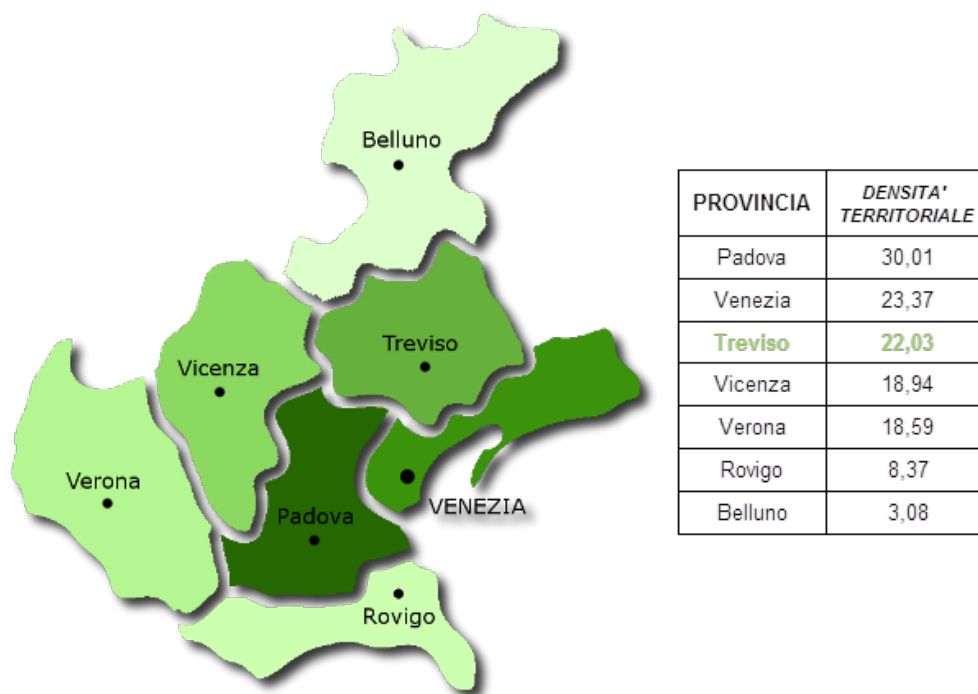 Belluno
Treviso
Vicenza
Verona
Padova
VENEZIA
Rovigo
PROVINCIA DENSITA'
TERRITORIALE
Padova 30,01
Venezia 23,37
Treviso 22,03
Vicenza 18,94
Verona 18,59
Rovigo 8,37
Belluno 3,08